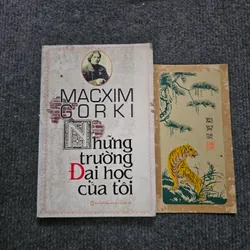 MACXIM
GORKI
Những
trường
Đại học
của tôi